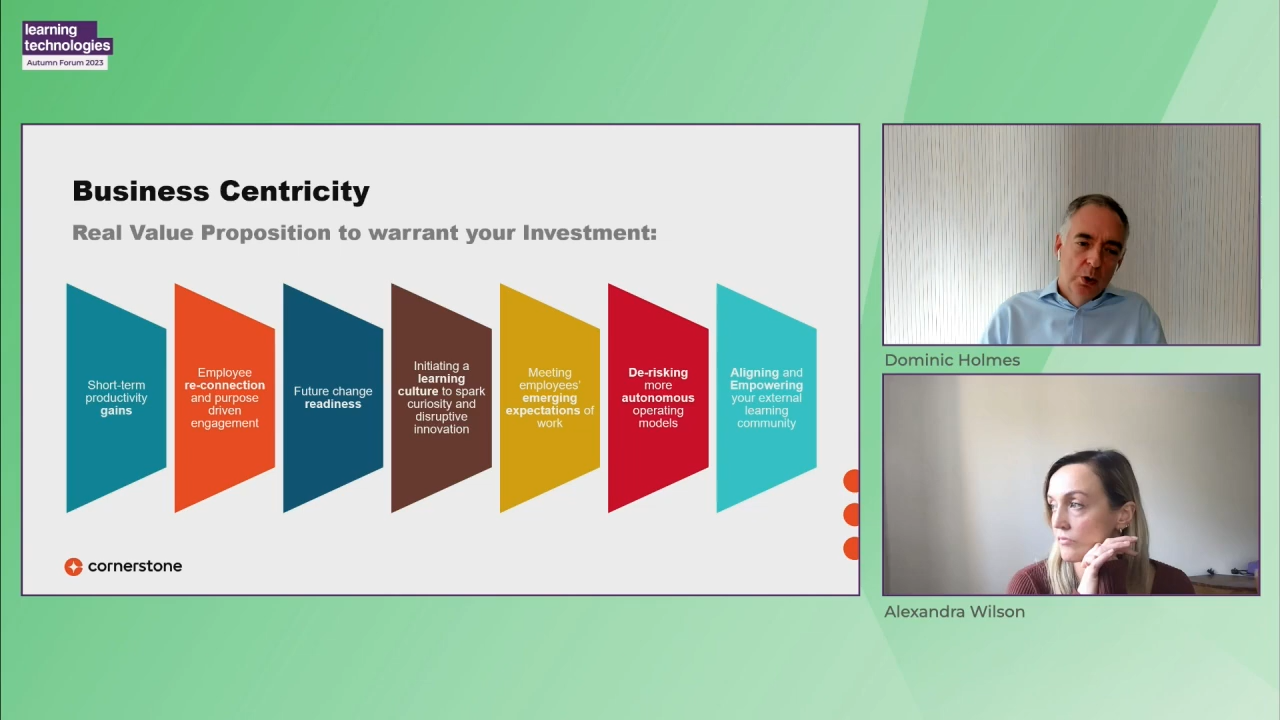 learning
technologies
Autumn Forum 2023
Business Centricity
Real Value Proposition to warrant your Investment:
Short-term
productivity
gains
Employee
re-connection
and purpose
driven
engagement
Future change
readiness
Initiating a
learning
culture to spark
curiosity and
disruptive
innovation
Meeting
employees'
emerging
expectations of
work
De-risking
more
autonomous
operating
models
Aligning and
Empowering
your external
learning
community
cornerstone
Dominic Holmes
Alexandra Wilson